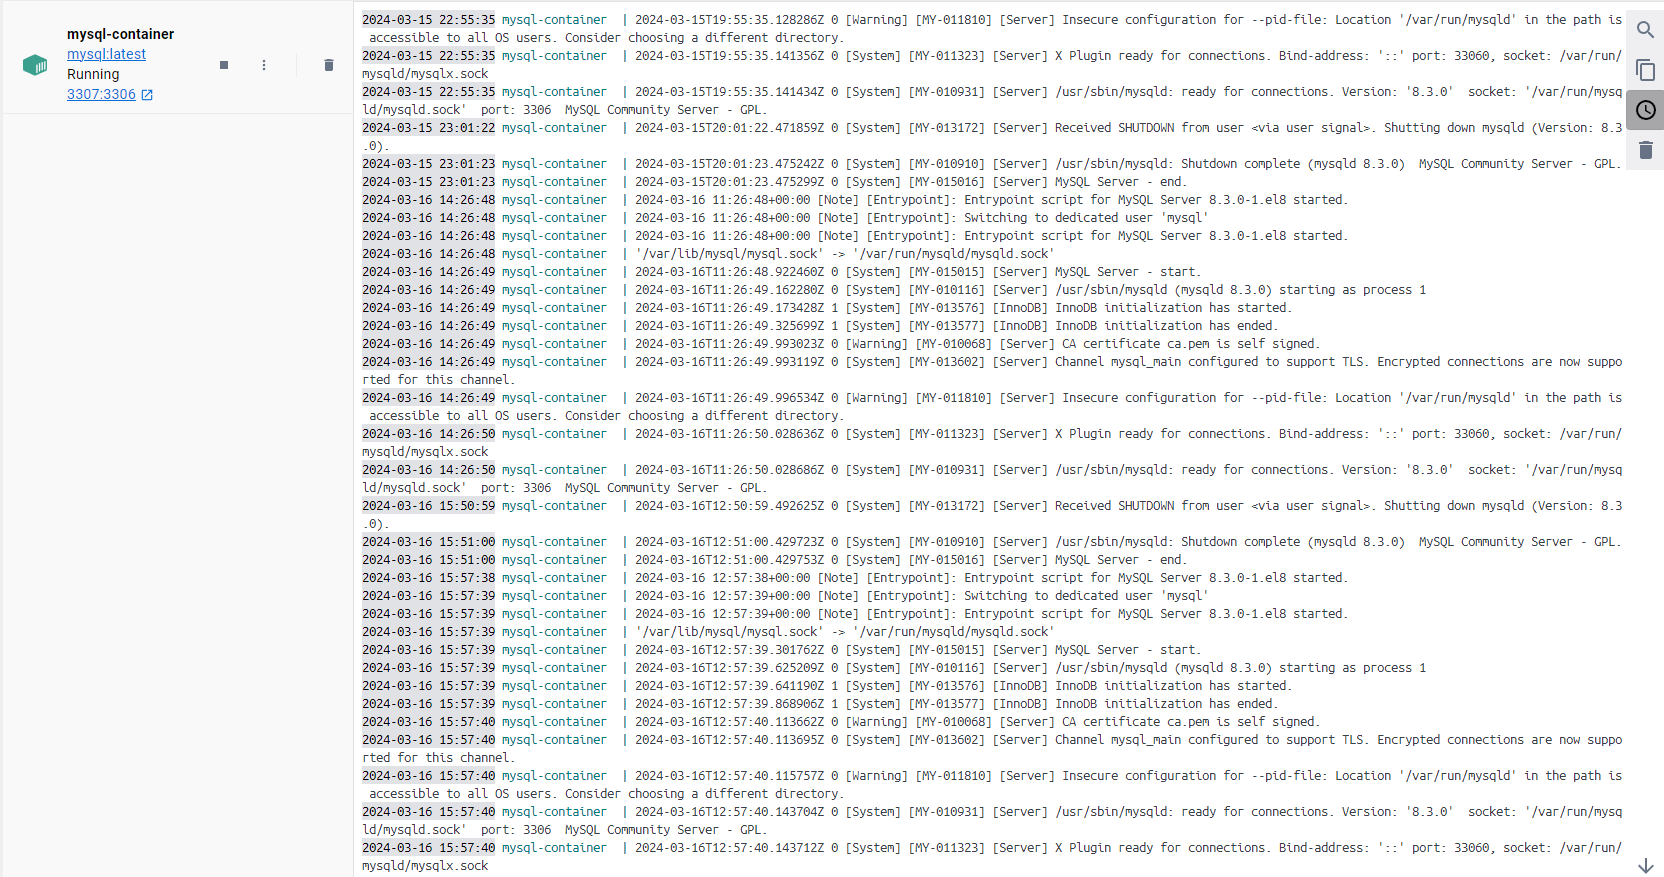 mysql-container
mysql:latest
Running
3307:3306
2024-03-15 22:55:35 mysql-container | 2024-03-15T19:55:35.128286Z 0 [Warning] [MY-011810] [Server] Insecure configuration for --pid-file: Location '/var/run/mysqld' in the path is
accessible to all OS users. Consider choosing a different directory.
2024-03-15 22:55:35 mysql-container | 2024-03-15T19:55:35.141356Z 0 [System] [MY-011323] [Server] X Plugin ready for connections. Bind-address: '::' port: 33060, socket: /var/run/
mysqld/mysqlx.sock
2024-03-15 22:55:35 mysql-container | 2024-03-15T19:55:35.141434Z 0 [System] [MY-010931] [Server] /usr/sbin/mysqld: ready for connections. Version: '8.3.0'  socket: '/var/run/mysq
ld/mysqld.sock'  port: 3306  MySQL Community Server - GPL.
2024-03-15 23:01:22 mysql-container | 2024-03-15T20:01:22.471859Z 0 [System] [MY-013172] [Server] Received SHUTDOWN from user <via user signal>. Shutting down mysqld (Version: 8.3
.0).
2024-03-15 23:01:23 mysql-container | 2024-03-15T20:01:23.475242Z 0 [System] [MY-010910] [Server] /usr/sbin/mysqld: Shutdown complete (mysqld 8.3.0)  MySQL Community Server - GPL.
2024-03-15 23:01:23 mysql-container | 2024-03-15T20:01:23.475299Z 0 [System] [MY-015016] [Server] MySQL Server - end.
2024-03-16 14:26:48 mysql-container | 2024-03-16 11:26:48+00:00 [Note] [Entrypoint]: Entrypoint script for MySQL Server 8.3.0-1.el8 started.
2024-03-16 14:26:48 mysql-container | 2024-03-16 11:26:48+00:00 [Note] [Entrypoint]: Switching to dedicated user 'mysql'
2024-03-16 14:26:48 mysql-container | 2024-03-16 11:26:48+00:00 [Note] [Entrypoint]: Entrypoint script for MySQL Server 8.3.0-1.el8 started.
2024-03-16 14:26:48 mysql-container | '/var/lib/mysql/mysql.sock' -> '/var/run/mysqld/mysqld.sock'
2024-03-16 14:26:49 mysql-container | 2024-03-16T11:26:48.922460Z 0 [System] [MY-015015] [Server] MySQL Server - start.
2024-03-16 14:26:49 mysql-container | 2024-03-16T11:26:49.162280Z 0 [System] [MY-010116] [Server] /usr/sbin/mysqld (mysqld 8.3.0) starting as process 1
2024-03-16 14:26:49 mysql-container | 2024-03-16T11:26:49.173428Z 1 [System] [MY-013576] [InnoDB] InnoDB initialization has started.
2024-03-16 14:26:49 mysql-container | 2024-03-16T11:26:49.325699Z 1 [System] [MY-013577] [InnoDB] InnoDB initialization has ended.
2024-03-16 14:26:49 mysql-container | 2024-03-16T11:26:49.993023Z 0 [Warning] [MY-010068] [Server] CA certificate ca.pem is self signed.
2024-03-16 14:26:49 mysql-container | 2024-03-16T11:26:49.993119Z 0 [System] [MY-013602] [Server] Channel mysql_main configured to support TLS. Encrypted connections are now suppo
rted for this channel.
2024-03-16 14:26:49 mysql-container | 2024-03-16T11:26:49.996534Z 0 [Warning] [MY-011810] [Server] Insecure configuration for --pid-file: Location '/var/run/mysqld' in the path is
accessible to all OS users. Consider choosing a different directory.
2024-03-16 14:26:50 mysql-container | 2024-03-16T11:26:50.028636Z 0 [System] [MY-011323] [Server] X Plugin ready for connections. Bind-address: '::' port: 33060, socket: /var/run/
mysqld/mysqlx.sock
2024-03-16 14:26:50 mysql-container | 2024-03-16T11:26:50.028686Z 0 [System] [MY-010931] [Server] /usr/sbin/mysqld: ready for connections. Version: '8.3.0'  socket: '/var/run/mysq
ld/mysqld.sock'  port: 3306  MySQL Community Server - GPL.
2024-03-16 15:50:59 mysql-container | 2024-03-16T12:50:59.492625Z 0 [System] [MY-013172] [Server] Received SHUTDOWN from user <via user signal>. Shutting down mysqld (Version: 8.3
.0).
2024-03-16 15:51:00 mysql-container | 2024-03-16T12:51:00.429723Z 0 [System] [MY-010910] [Server] /usr/sbin/mysqld: Shutdown complete (mysqld 8.3.0)  MySQL Community Server - GPL.
2024-03-16 15:51:00 mysql-container | 2024-03-16T12:51:00.429753Z 0 [System] [MY-015016] [Server] MySQL Server - end.
2024-03-16 15:57:38 mysql-container | 2024-03-16 12:57:38+00:00 [Note] [Entrypoint]: Entrypoint script for MySQL Server 8.3.0-1.el8 started.
2024-03-16 15:57:39 mysql-container | 2024-03-16 12:57:39+00:00 [Note] [Entrypoint]: Switching to dedicated user 'mysql'
2024-03-16 15:57:39 mysql-container | 2024-03-16 12:57:39+00:00 [Note] [Entrypoint]: Entrypoint script for MySQL Server 8.3.0-1.el8 started.
2024-03-16 15:57:39 mysql-container | '/var/lib/mysql/mysql.sock' -> '/var/run/mysqld/mysqld.sock'
2024-03-16 15:57:39 mysql-container | 2024-03-16T12:57:39.301762Z 0 [System] [MY-015015] [Server] MySQL Server - start.
2024-03-16 15:57:39 mysql-container | 2024-03-16T12:57:39.625209Z 0 [System] [MY-010116] [Server] /usr/sbin/mysqld (mysqld 8.3.0) starting as process 1
2024-03-16 15:57:39 mysql-container | 2024-03-16T12:57:39.641190Z 1 [System] [MY-013576] [InnoDB] InnoDB initialization has started.
2024-03-16 15:57:39 mysql-container | 2024-03-16T12:57:39.868906Z 1 [System] [MY-013577] [InnoDB] InnoDB initialization has ended.
2024-03-16 15:57:40 mysql-container | 2024-03-16T12:57:40.113662Z 0 [Warning] [MY-010068] [Server] CA certificate ca.pem is self signed.
2024-03-16 15:57:40 mysql-container | 2024-03-16T12:57:40.113695Z 0 [System] [MY-013602] [Server] Channel mysql_main configured to support TLS. Encrypted connections are now suppo
rted for this channel.
2024-03-16 15:57:40 mysql-container | 2024-03-16T12:57:40.115757Z 0 [Warning] [MY-011810] [Server] Insecure configuration for --pid-file: Location '/var/run/mysqld' in the path is
accessible to all OS users. Consider choosing a different directory.
2024-03-16 15:57:40 mysql-container | 2024-03-16T12:57:40.143704Z 0 [System] [MY-010931] [Server] /usr/sbin/mysqld: ready for connections. Version: '8.3.0'  socket: '/var/run/mysq
ld/mysqld.sock'  port: 3306  MySQL Community Server - GPL.
2024-03-16 15:57:40 mysql-container | 2024-03-16T12:57:40.143712Z 0 [System] [MY-011323] [Server] X Plugin ready for connections. Bind-address: '::' port: 33060, socket: /var/run/
mysqld/mysqlx.sock